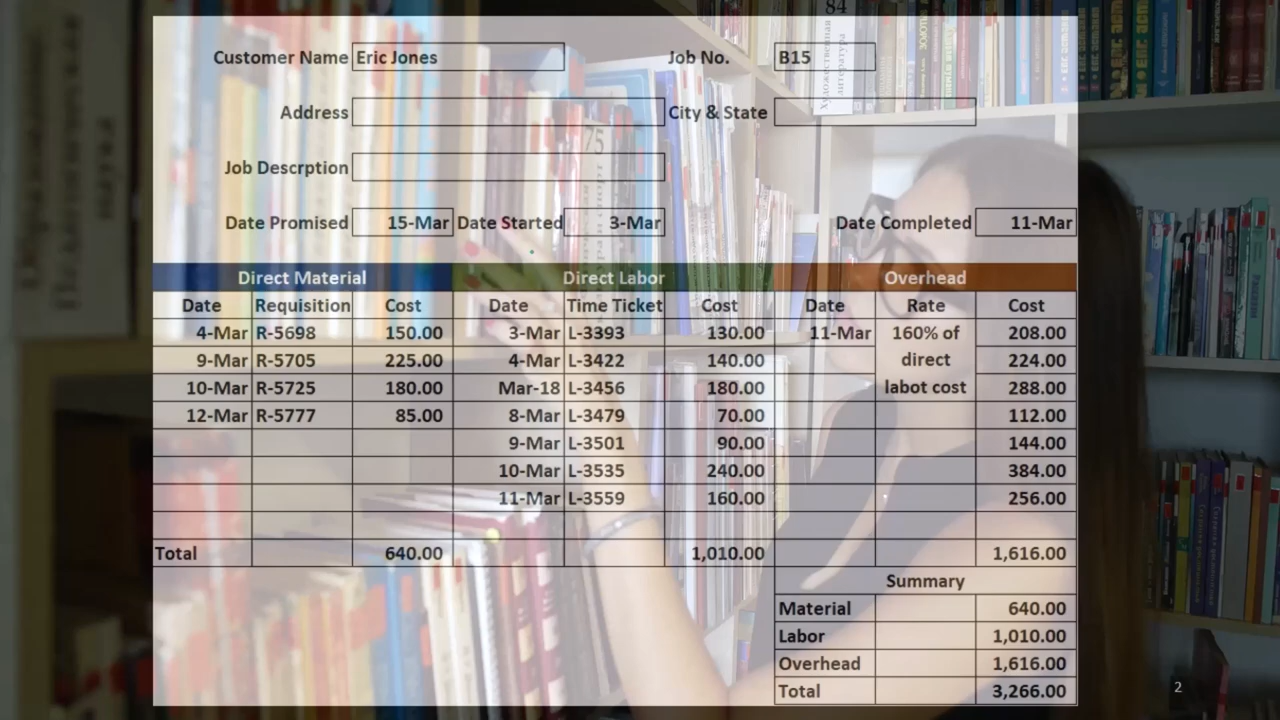 Customer Name Eric Jones Job No. B15
Address City & State
Job Descrption
Date Promised 15-Mar Date Started 3-Mar Date Completed 11-Mar
Direct Material Direct Labor Overhead
Date Requisition Cost Date Time Ticket Cost Date Rate Cost
4-Mar R-5698 150.00 3-Mar L-3393 130.00 11-Mar 160% of 208.00
9-Mar R-5705 225.00 4-Mar L-3422 140.00 direct 224.00
10-Mar R-5725 180.00 Mar-18 L-3456 180.00 labot cost 288.00
12-Mar R-5777 85.00 8-Mar L-3479 70.00 112.00
9-Mar L-3501 90.00 144.00
10-Mar L-3535 240.00 384.00
11-Mar L-3559 160.00 256.00
Total 640.00 1,010.00 1,616.00
Summary
Material 640.00
Labor 1,010.00
Overhead 1,616.00
Total 3,266.00
2
84
Художественная
литература
75